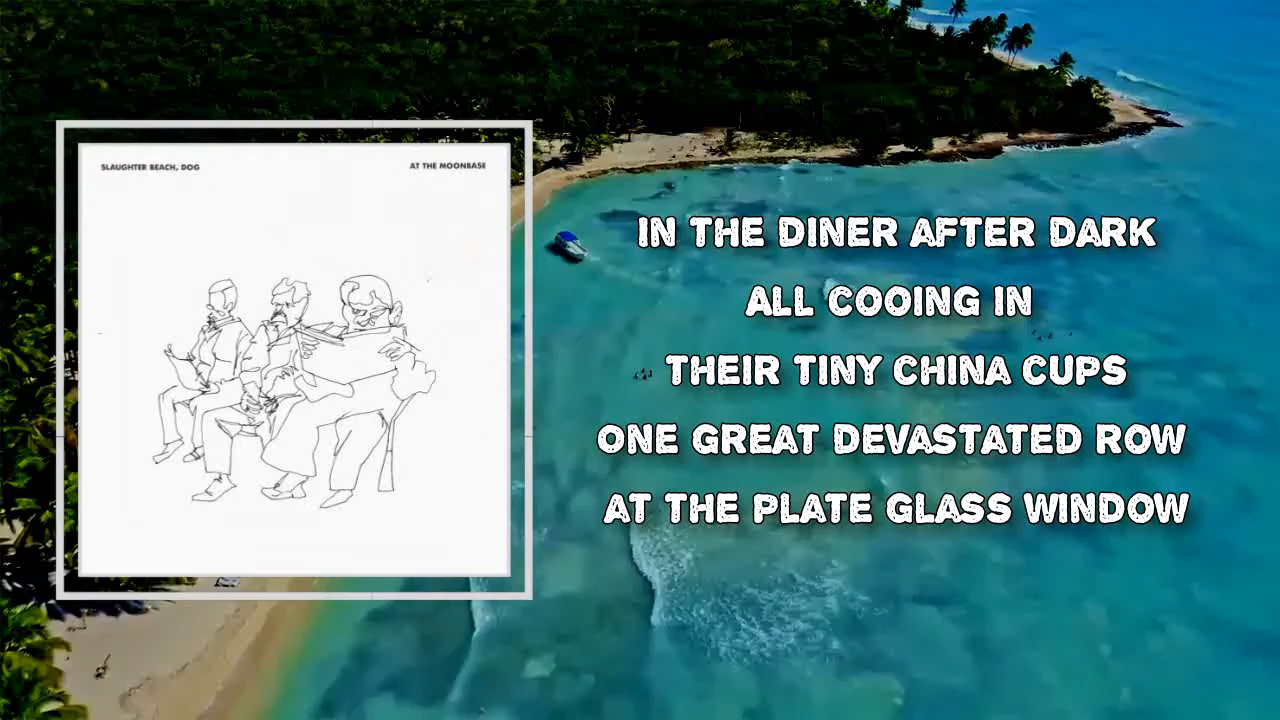 SLAUGHTER BEACH, DOG
AT THE MOONBASE
IN THE DINER AFTER DARK
ALL COOING IN
THEIR TINY CHINA CUPS
ONE GREAT DEVASTATED ROW
AT THE PLATE GLASS WINDOW